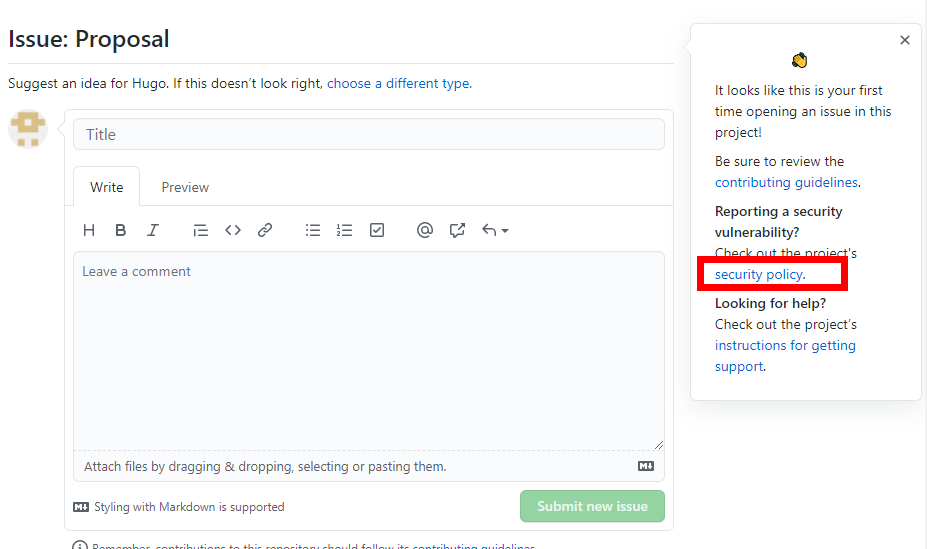 Issue: Proposal
Suggest an idea for Hugo. If this doesn't look right, choose a different type.
Title
Write Preview
Leave a comment
Attach files by dragging & dropping, selecting or pasting them.
Styling with Markdown is supported
Submit new issue
Remember, contributions to this repository should follow its contributing guidelines.
It looks like this is your first
time opening an issue in this
project!
Be sure to review the
contributing guidelines.
Reporting a security
vulnerability?
Check out the project's
security policy.
Looking for help?
Check out the project's
instructions for getting
support.